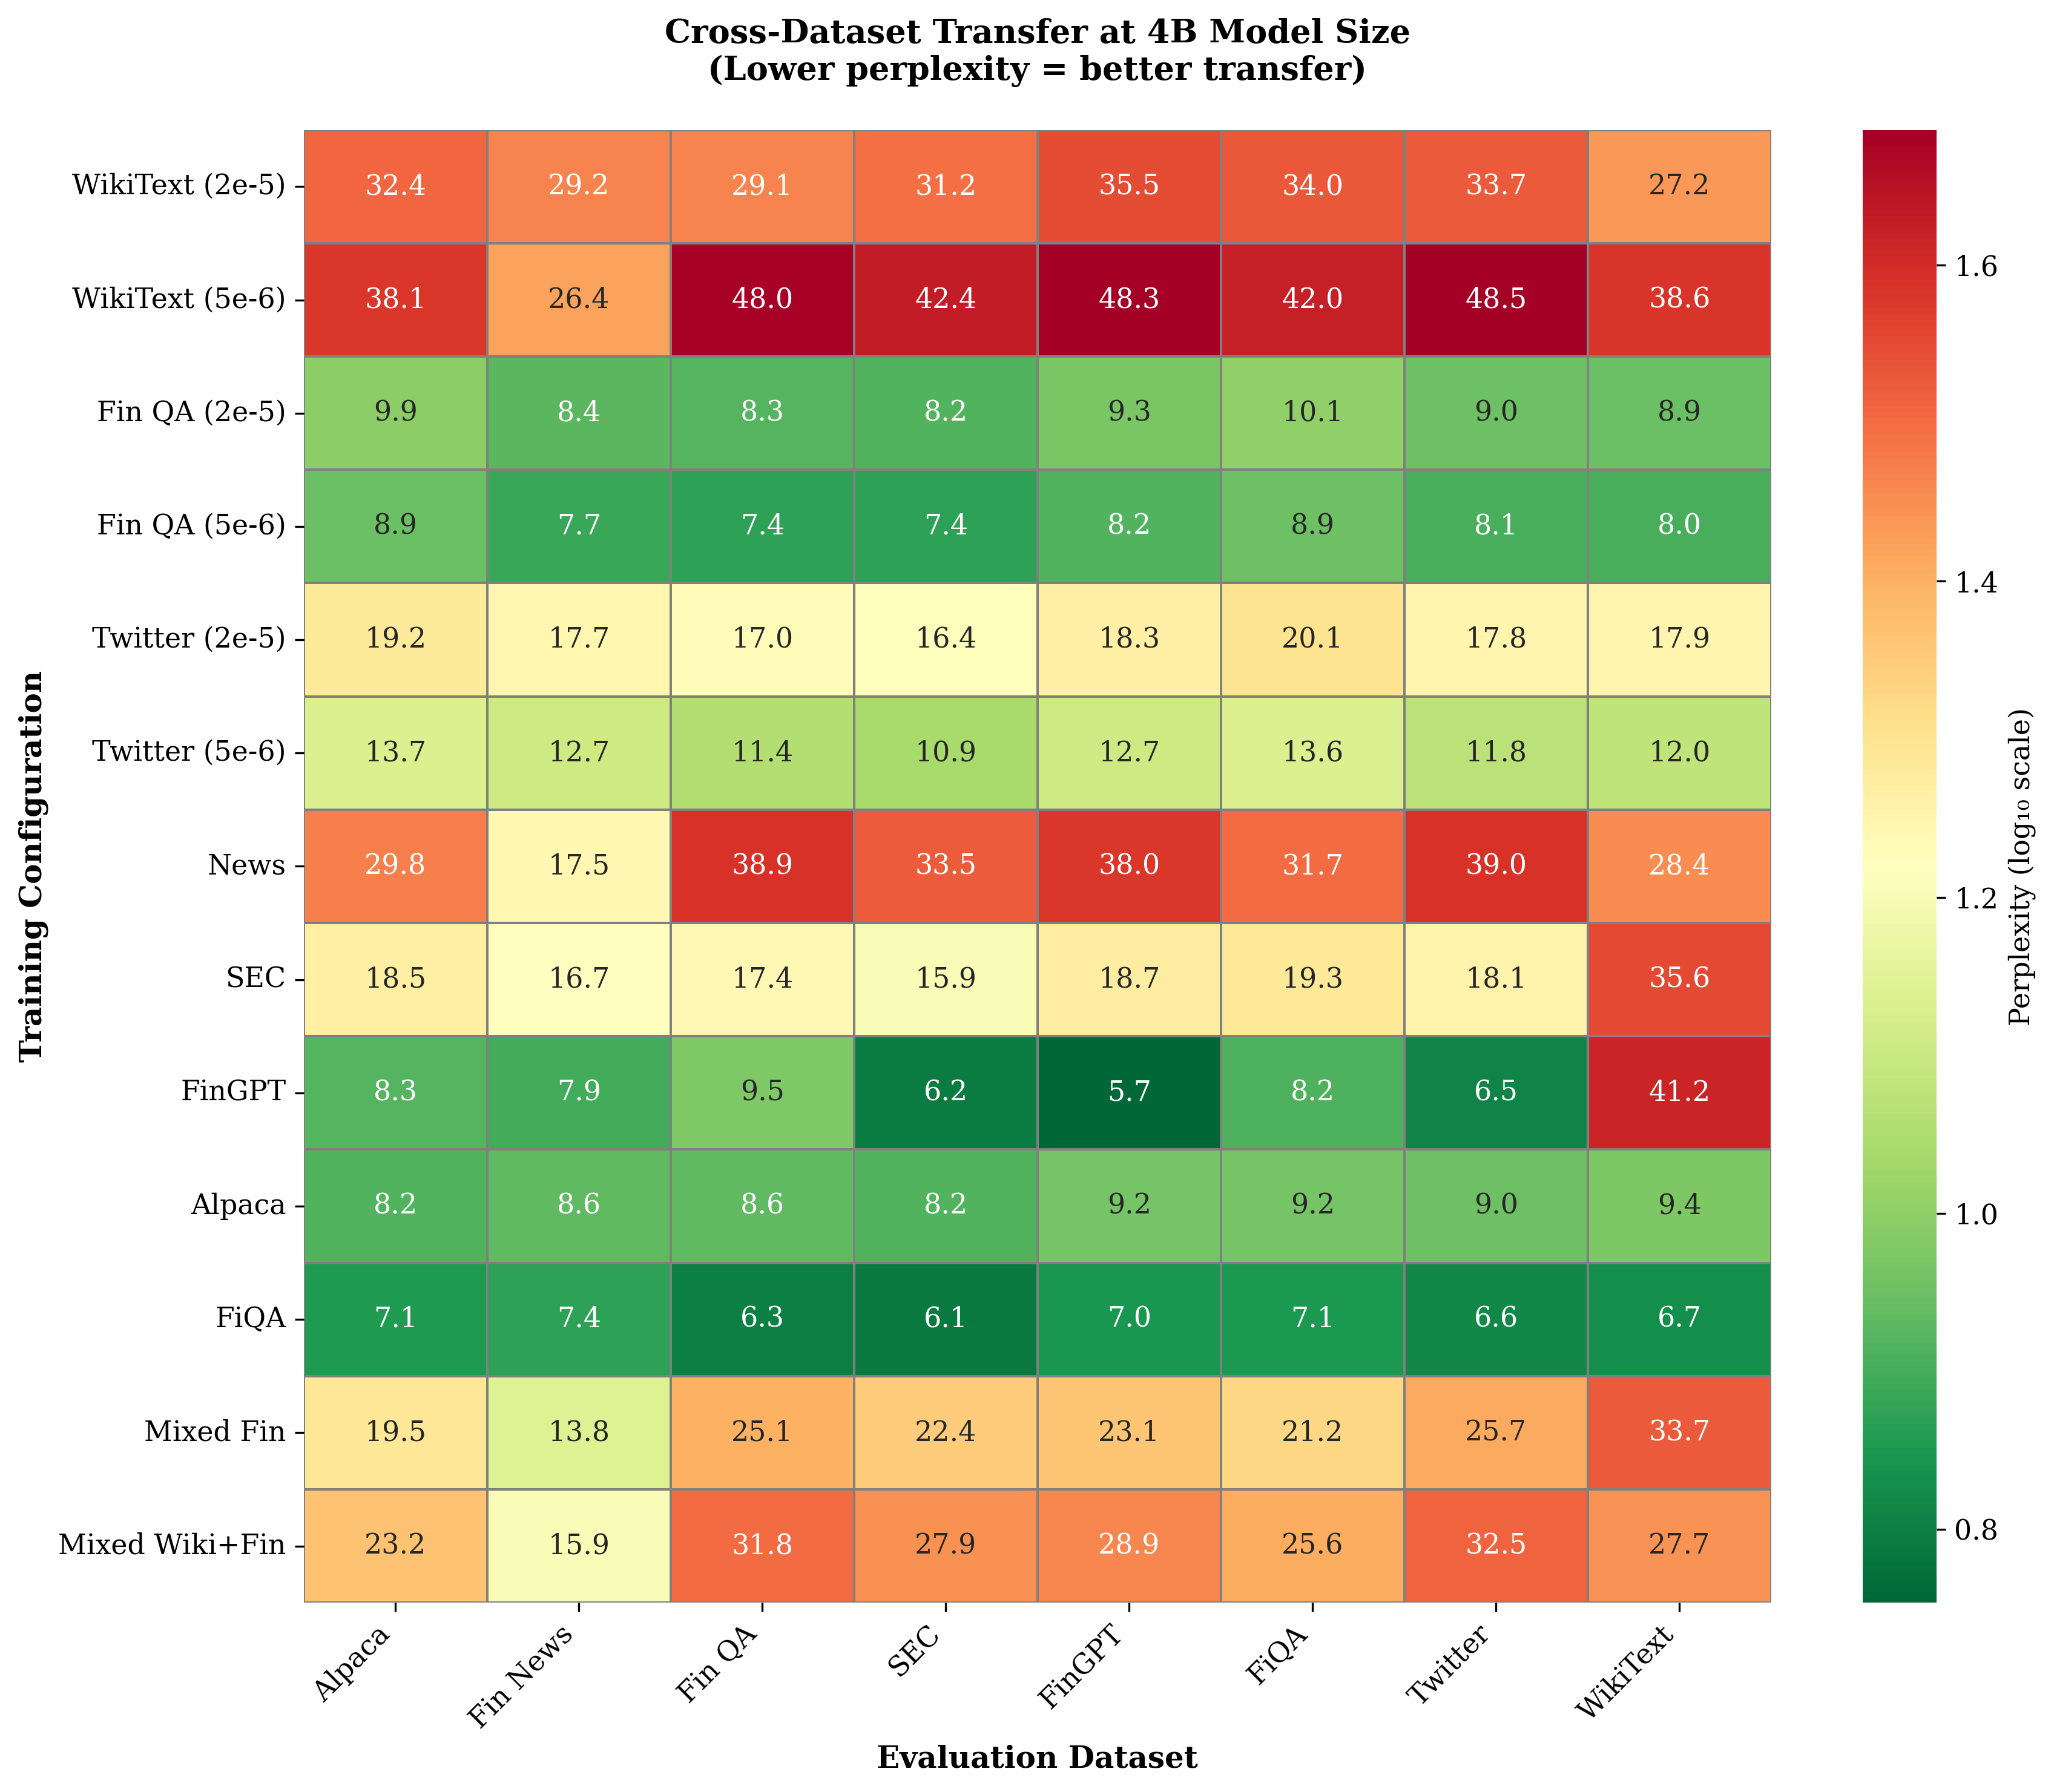 Cross-Dataset Transfer at 4B Model Size
(Lower perplexity = better transfer)
Training Configuration
WikiText (2e-5) 32.4 29.2 29.1 31.2 35.5 34.0 33.7 27.2
WikiText (5e-6) 38.1 26.4 48.0 42.4 48.3 42.0 48.5 38.6
Fin QA (2e-5) 9.9 8.4 8.3 8.2 9.3 10.1 9.0 8.9
Fin QA (5e-6) 8.9 7.7 7.4 7.4 8.2 8.9 8.1 8.0
Twitter (2e-5) 19.2 17.7 17.0 16.4 18.3 20.1 17.8 17.9
Twitter (5e-6) 13.7 12.7 11.4 10.9 12.7 13.6 11.8 12.0
News 29.8 17.5 38.9 33.5 38.0 31.7 39.0 28.4
SEC 18.5 16.7 17.4 15.9 18.7 19.3 18.1 35.6
FinGPT 8.3 7.9 9.5 6.2 5.7 8.2 6.5 41.2
Alpaca 8.2 8.6 8.6 8.2 9.2 9.2 9.0 9.4
FiQA 7.1 7.4 6.3 6.1 7.0 7.1 6.6 6.7
Mixed Fin 19.5 13.8 25.1 22.4 23.1 21.2 25.7 33.7
Mixed Wiki+Fin 23.2 15.9 31.8 27.9 28.9 25.6 32.5 27.7
Alpaca Fin News Fin QA SEC FinGPT FiQA Twitter WikiText
Evaluation Dataset
1.6
1.4
1.2
1.0
0.8
Perplexity (log₁₀ scale)